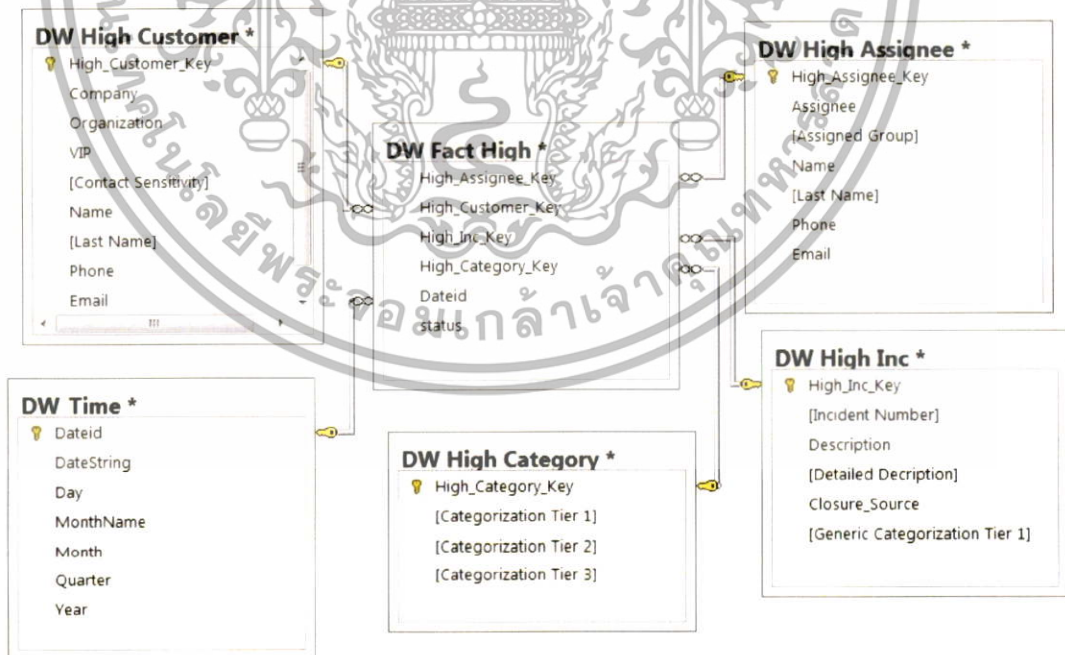 DW High Customer *
High_Customer_Key
Company
Organization
VIP
[Contact Sensitivity]
Name
[Last Name]
Phone
Email
DW Fact High *
High_Assignee_Key
High_Customer_Key
High_Inc_Key
High_Category_Key
Dateid
status
DW High Assignee *
High_Assignee_Key
Assignee
[Assigned Group]
Name
[Last Name]
Phone
Email
DW Time *
Dateid
DateString
Day
MonthName
Month
Quarter
Year
DW High Category *
High_Category_Key
[Categorization Tier 1]
[Categorization Tier 2]
[Categorization Tier 3]
DW High Inc *
High_Inc_Key
[Incident Number]
Description
[Detailed Decription]
Closure_Source
[Generic Categorization Tier 1]